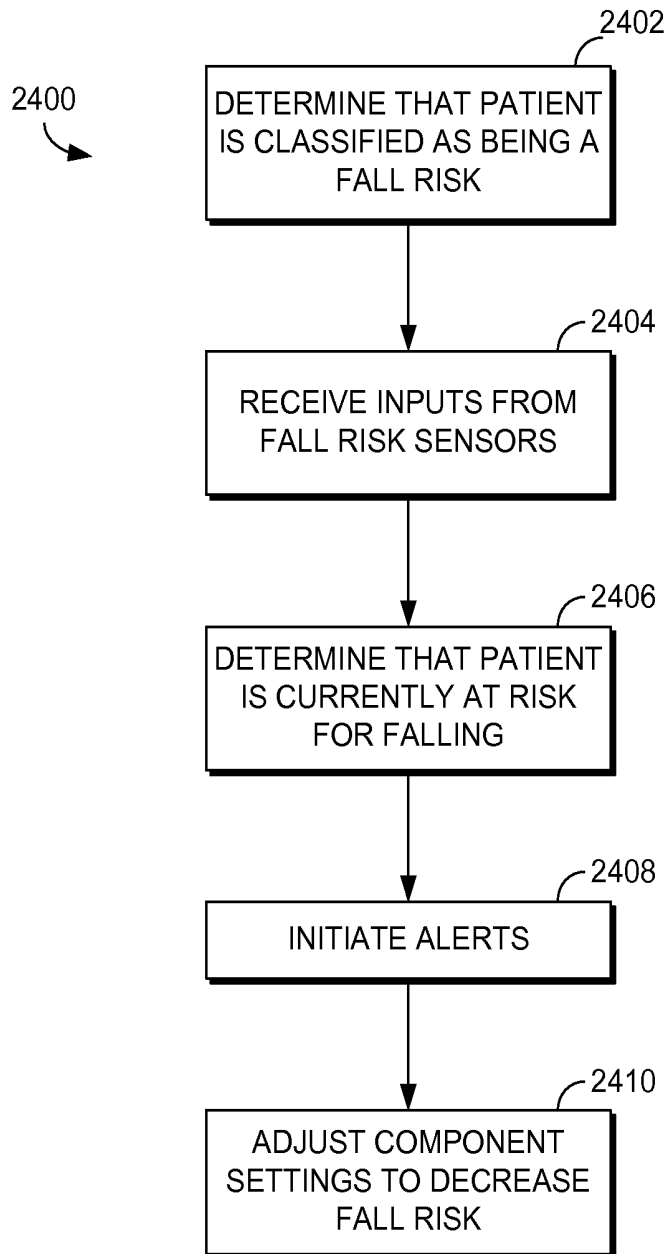 2400
2402
DETERMINE THAT PATIENT
IS CLASSIFIED AS BEING A
FALL RISK
2404
RECEIVE INPUTS FROM
FALL RISK SENSORS
2406
DETERMINE THAT PATIENT
IS CURRENTLY AT RISK
FOR FALLING
2408
INITIATE ALERTS
2410
ADJUST COMPONENT
SETTINGS TO DECREASE
FALL RISK